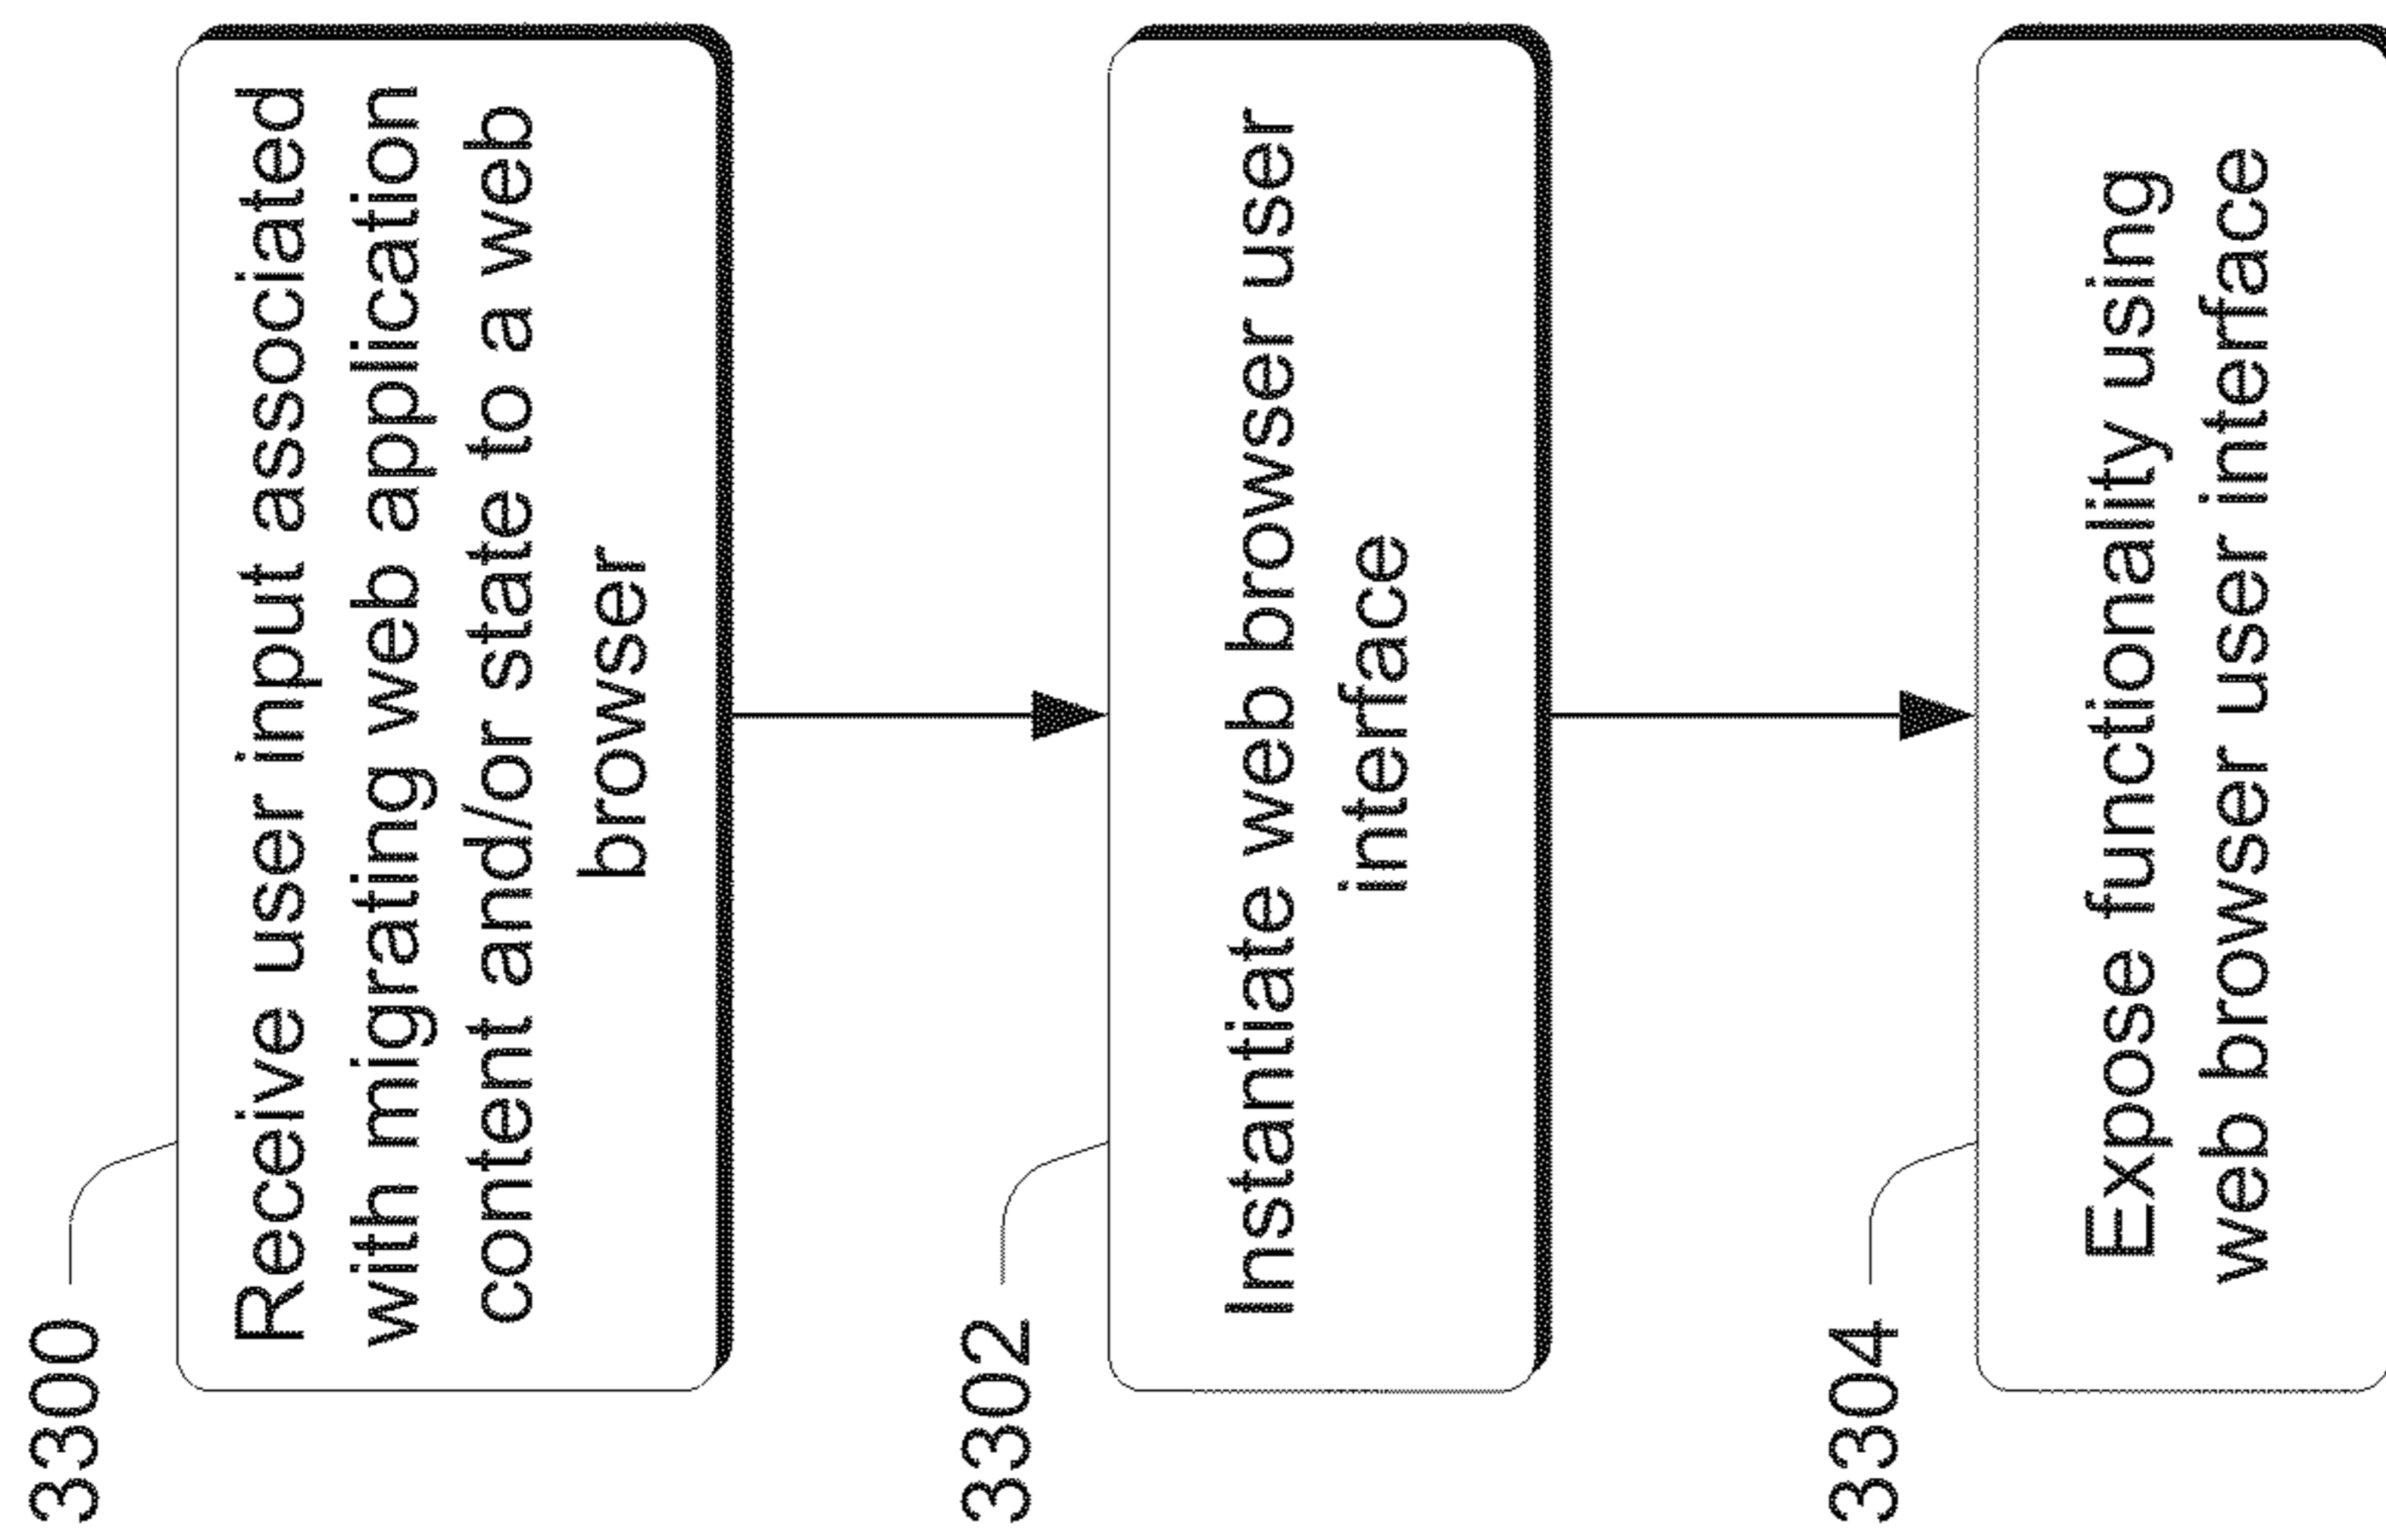 3300
Receive user input associated
with migrating web application
content and/or state to a web
browser
3302
Instantiate web browser user
interface
3304
Expose functionality using
web browser user interface